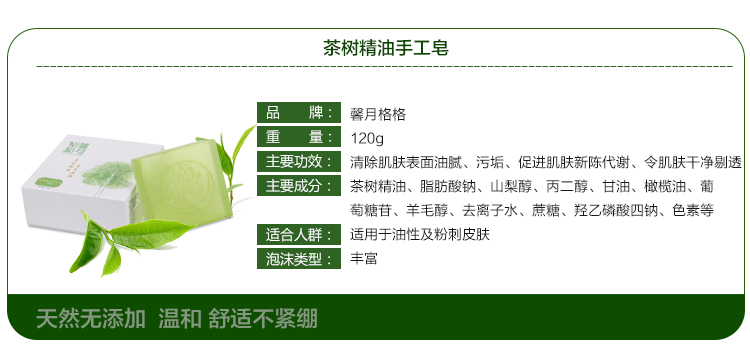 茶树精油手工皂
品 牌： 馨月格格
重 量： 120g
主要功效： 清除肌肤表面油腻、污垢、促进肌肤新陈代谢、令肌肤干净剔透
主要成分： 茶树精油、脂肪酸钠、山梨醇、丙二醇、甘油、橄榄油、葡
萄糖苷、羊毛醇、去离子水、蔗糖、羟乙磷酸四钠、色素等
适合人群： 适用于油性及粉刺皮肤
泡沫类型： 丰富
天然无添加 温和 舒适不紧绷